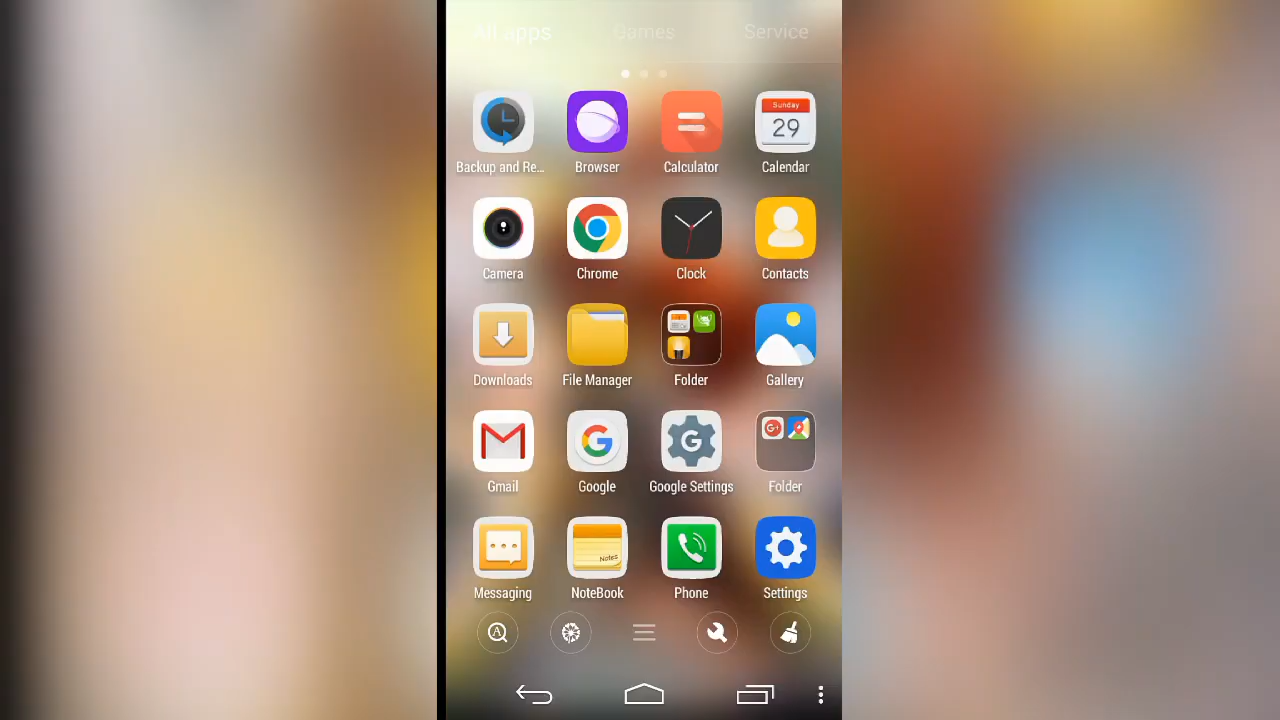 All apps Games Service
Sunday
29
Backup and Re... Browser Calculator Calendar
Camera Chrome Clock Contacts
Downloads File Manager Folder Gallery
G G+
Gmail Google Google Settings Folder
Notes
Messaging NoteBook Phone Settings
A